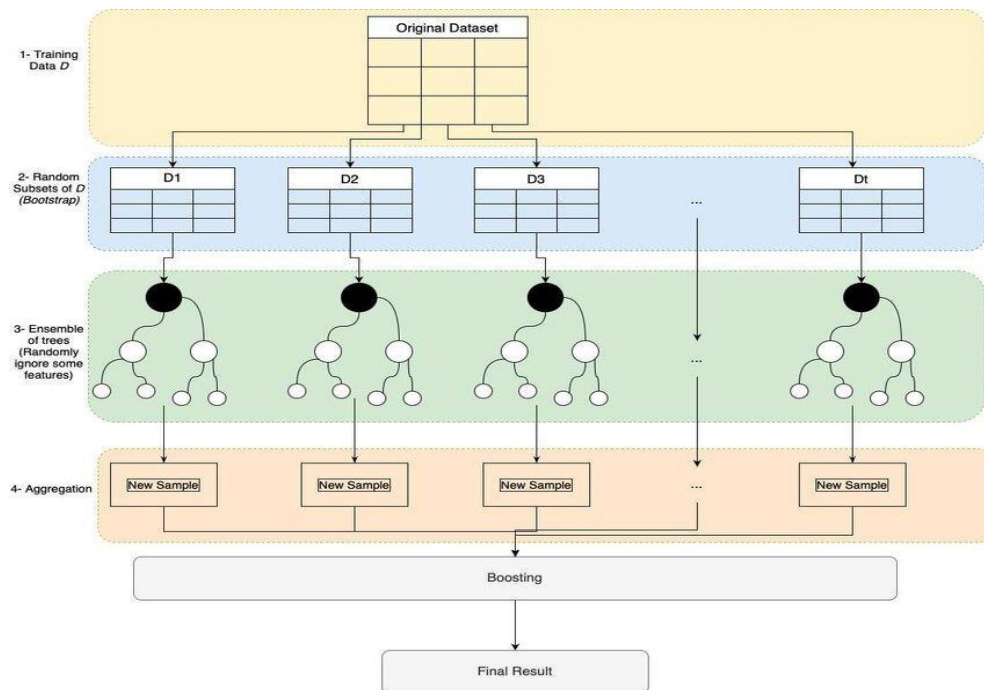 Original Dataset
1- Training
Data D
2- Random
Subsets of D
(Bootstrap)
D1
D2
D3
...
Dt
3- Ensemble
of trees
(Randomly
ignore some
features)
...
4- Aggregation
New Sample
New Sample
New Sample
...
New Sample
Boosting
Final Result